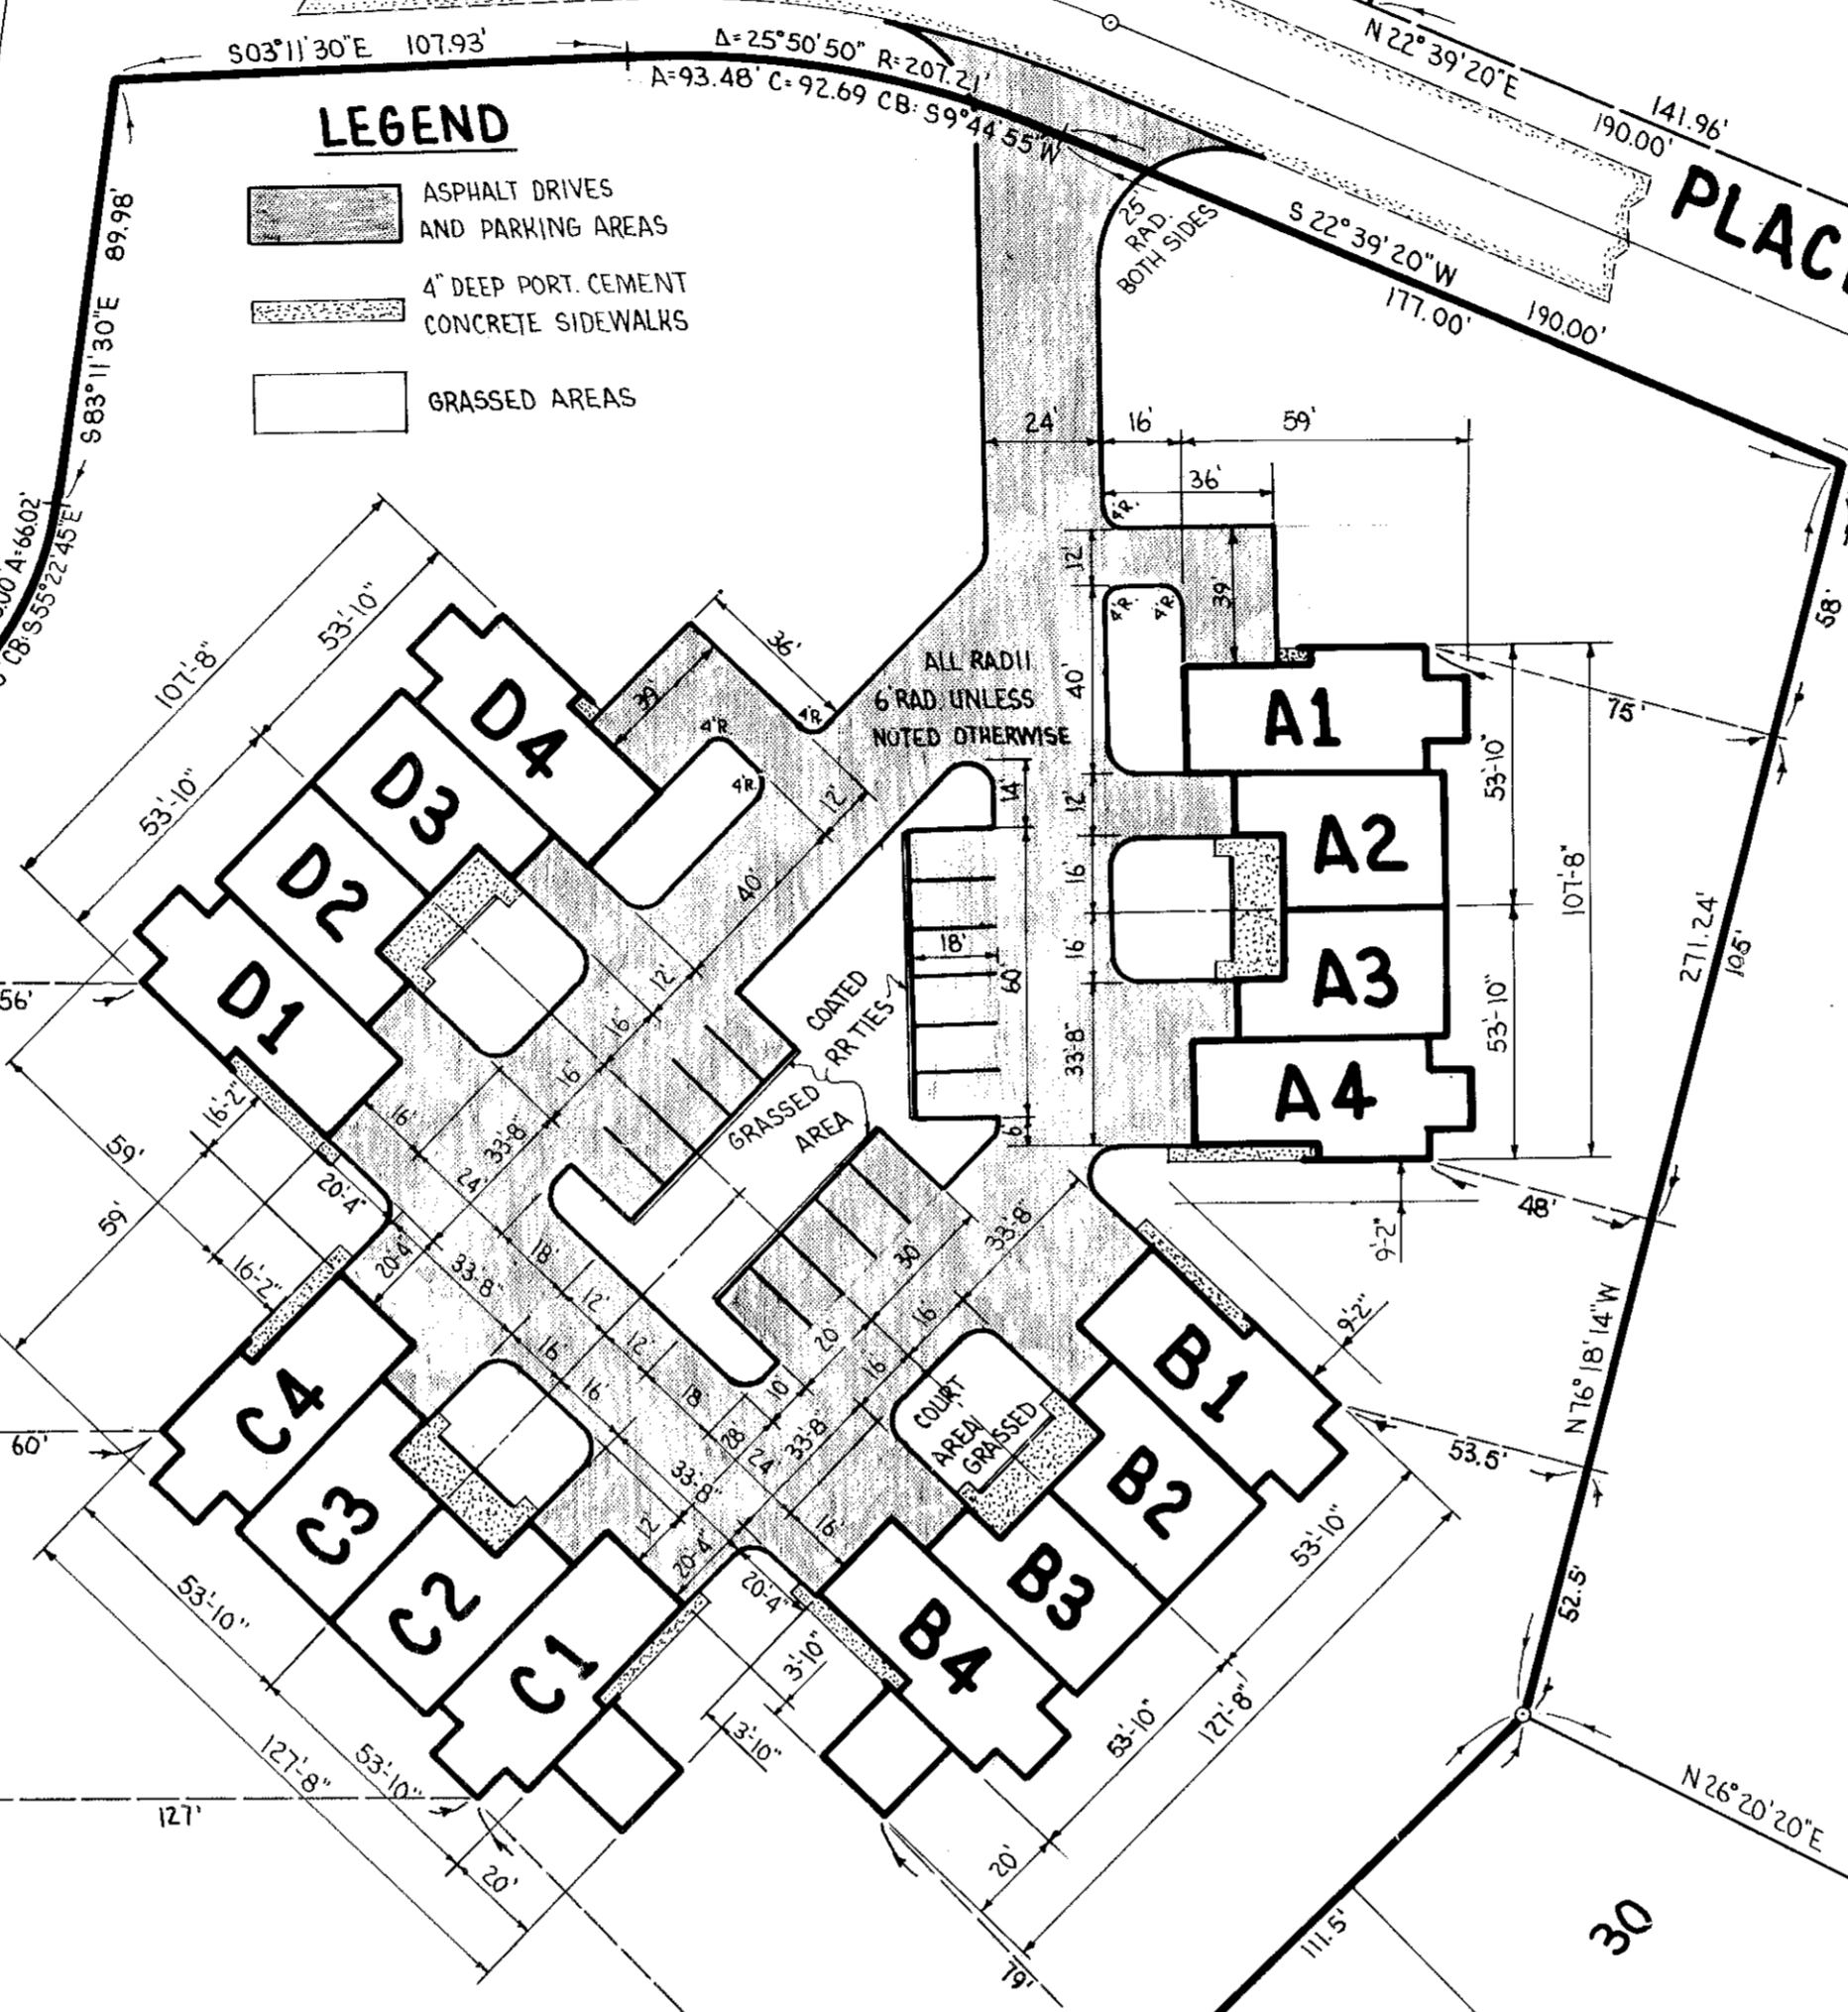 S03°11'30"E 107.93'
Δ=25°50'50" R=207.21'
A=93.48' C=92.69 CB: S9°44'55"W
N 22°39'20"E
141.96'
190.00'
PLAC
LEGEND
ASPHALT DRIVES
AND PARKING AREAS
4" DEEP PORT. CEMENT
CONCRETE SIDEWALKS
GRASSED AREAS
S83°11'30"E 89.98'
A=66.02'
CB: S55°22'45"E
25'
RAD.
BOTH SIDES
S 22°39'20"W
177.00'
190.00'
24'
16'
59'
36'
4'R.
12'
39'
4'R.
4'R.
40'
58'
107'-8"
53'-10"
53'-10"
36'
39'
4'R.
4'R
4'R.
12'
40'
12'
16'
16'
33'-8"
ALL RADII
6' RAD. UNLESS
NOTED OTHERWISE
D4
D3
D2
D1
A1
A2
A3
A4
75'
53'-10"
107'-8"
53'-10"
12'
16'
16'
33'-8"
14'
18'
60'
6'
COATED
RR TIES
GRASSED
AREA
271.24'
105'
N 76°18'14"W
48'
9'-2"
56'
16'-2"
59'
59'
20'-4"
16'-2"
16'
24'
18'
12'
12'
18
20'-4"
33'-8"
16'
16'
33'-8"
12'
20'-4"
28'
24'
10'
20'
30'
33'-8"
16'
16'
33'-8"
16'
20'-4"
COURT
AREA
GRASSED
9'-2"
53.5'
52.5'
B1
B2
B3
B4
C4
C3
C2
C1
60'
53'-10"
53'-10"
127'-8"
127'
20'
3'-10"
13'-10"
53'-10"
53'-10"
127'-8"
20'
79'
111.5'
N 26°20'20"E
30